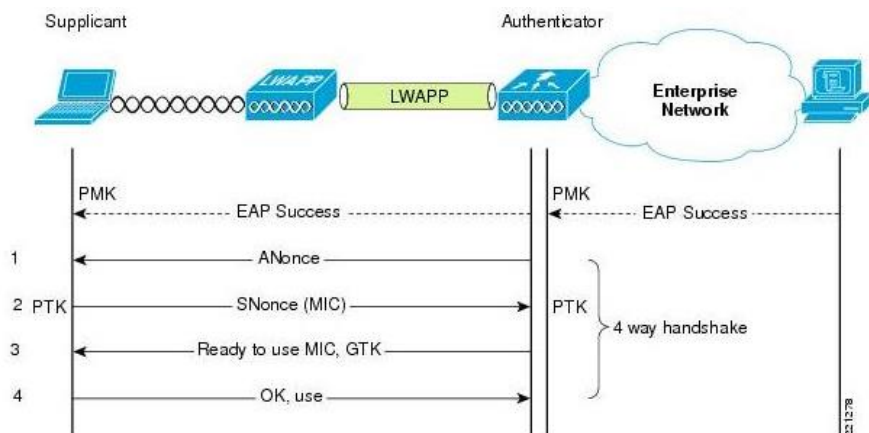 Supplicant
Authenticator
LWAPP
LWAPP
Enterprise
Network
PMK
EAP Success
PMK
EAP Success
1
ANonce
2
PTK
SNonce (MIC)
PTK
4 way handshake
3
Ready to use MIC, GTK
4
OK, use
221278